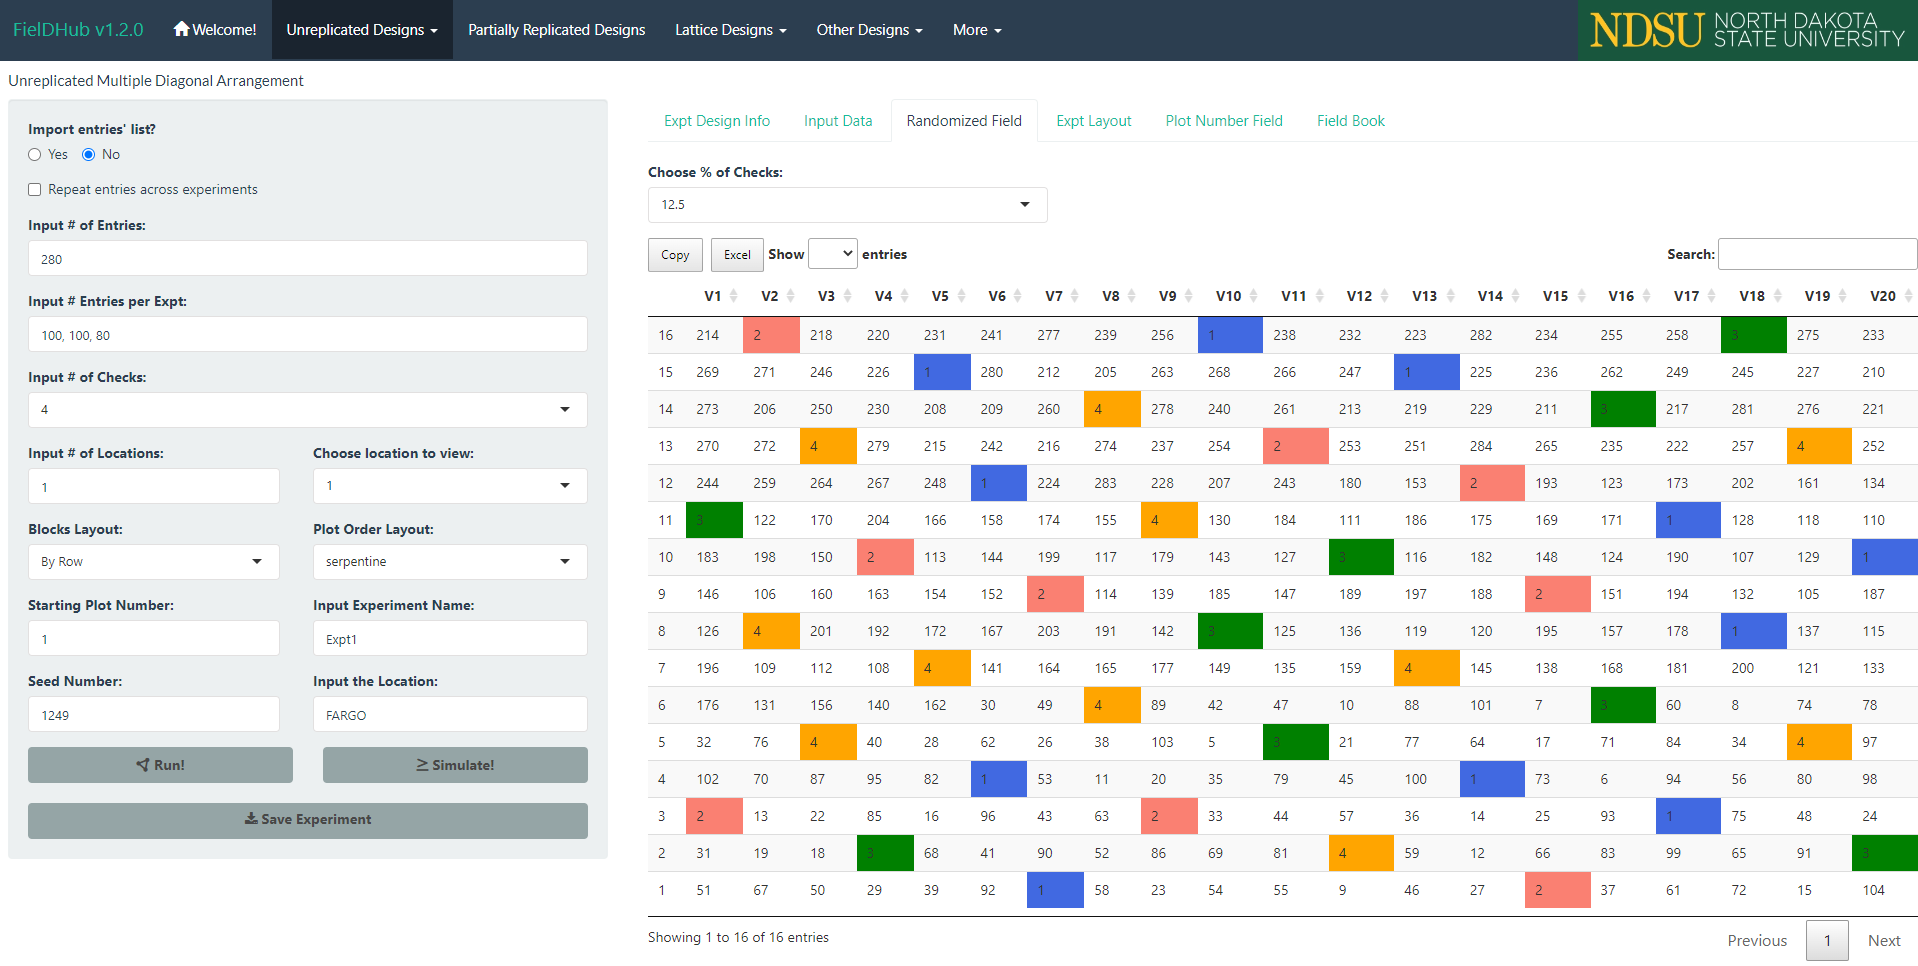 FielDHub v1.2.0 Welcome! Unreplicated Designs Partially Replicated Designs Lattice Designs Other Designs More NDSU NORTH DAKOTA STATE UNIVERSITY
Unreplicated Multiple Diagonal Arrangement
Import entries' list?
Yes No
Repeat entries across experiments
Input # of Entries:
280
Input # Entries per Expt:
100, 100, 80
Input # of Checks:
4
Input # of Locations: Choose location to view:
1 1
Blocks Layout: Plot Order Layout:
By Row serpentine
Starting Plot Number: Input Experiment Name:
1 Expt1
Seed Number: Input the Location:
1249 FARGO
Run! Simulate!
Save Experiment
Expt Design Info Input Data Randomized Field Expt Layout Plot Number Field Field Book
Choose % of Checks:
12.5
Copy Excel Show entries Search:
V1 V2 V3 V4 V5 V6 V7 V8 V9 V10 V11 V12 V13 V14 V15 V16 V17 V18 V19 V20
16 214 2 218 220 231 241 277 239 256 1 238 232 223 282 234 255 258 3 275 233
15 269 271 246 226 1 280 212 205 263 268 266 247 1 225 236 262 249 245 227 210
14 273 206 250 230 208 209 260 4 278 240 261 213 219 229 211 3 217 281 276 221
13 270 272 4 279 215 242 216 274 237 254 2 253 251 284 265 235 222 257 4 252
12 244 259 264 267 248 1 224 283 228 207 243 180 153 2 193 123 173 202 161 134
11 3 122 170 204 166 158 174 155 4 130 184 111 186 175 169 171 1 128 118 110
10 183 198 150 2 113 144 199 117 179 143 127 3 116 182 148 124 190 107 129 1
9 146 106 160 163 154 152 2 114 139 185 147 189 197 188 2 151 194 132 105 187
8 126 4 201 192 172 167 203 191 142 3 125 136 119 120 195 157 178 1 137 115
7 196 109 112 108 4 141 164 165 177 149 135 159 4 145 138 168 181 200 121 133
6 176 131 156 140 162 30 49 4 89 42 47 10 88 101 7 3 60 8 74 78
5 32 76 4 40 28 62 26 38 103 5 3 21 77 64 17 71 84 34 4 97
4 102 70 87 95 82 1 53 11 20 35 79 45 100 1 73 6 94 56 80 98
3 2 13 22 85 16 96 43 63 2 33 44 57 36 14 25 93 1 75 48 24
2 31 19 18 3 68 41 90 52 86 69 81 4 59 12 66 83 99 65 91 3
1 51 67 50 29 39 92 1 58 23 54 55 9 46 27 2 37 61 72 15 104
Showing 1 to 16 of 16 entries
Previous 1 Next